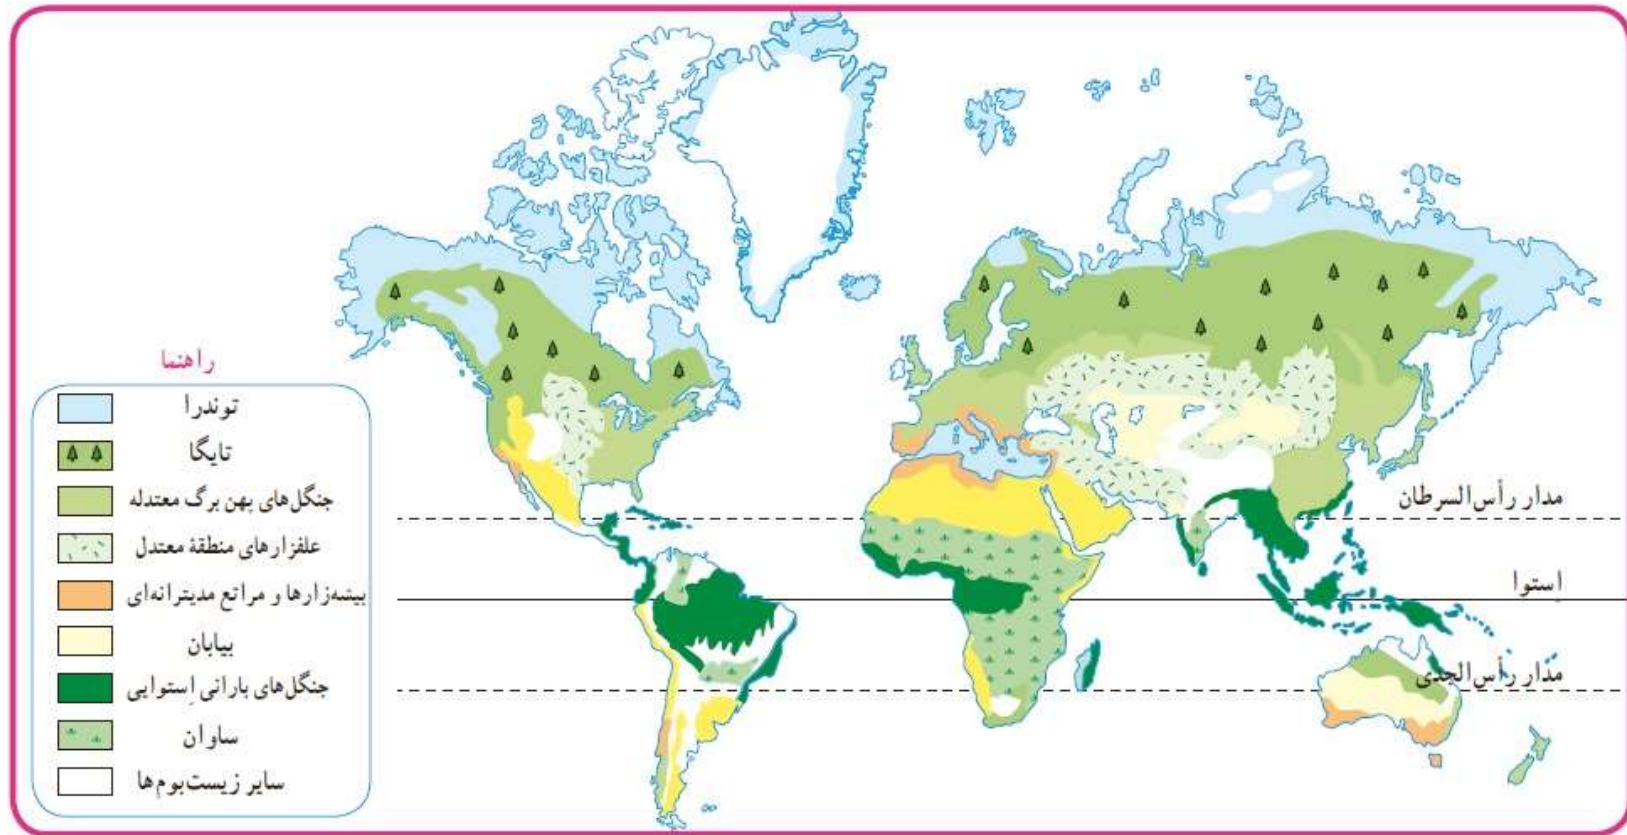 راهنما
توندرا
تایگا
جنگل‌های پهن برگ معتدله
علفزارهای منطقهٔ معتدل
بیشه‌زارها و مراتع مدیترانه‌ای
بیابان
جنگل‌های بارانی اِستوایی
ساوان
سایر زیست‌بوم‌ها
مدار رأس‌السرطان
اِستوا
مدار رأس‌الجدی